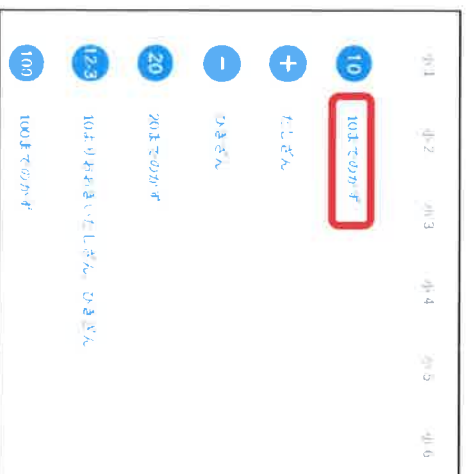 小1 小2 小3 小4 小5 小6
10 10までのかず
+ たしざん
- ひきざん
20 20までのかず
12-3 10よりおおきいたしざん、ひきざん
100 100までのかず